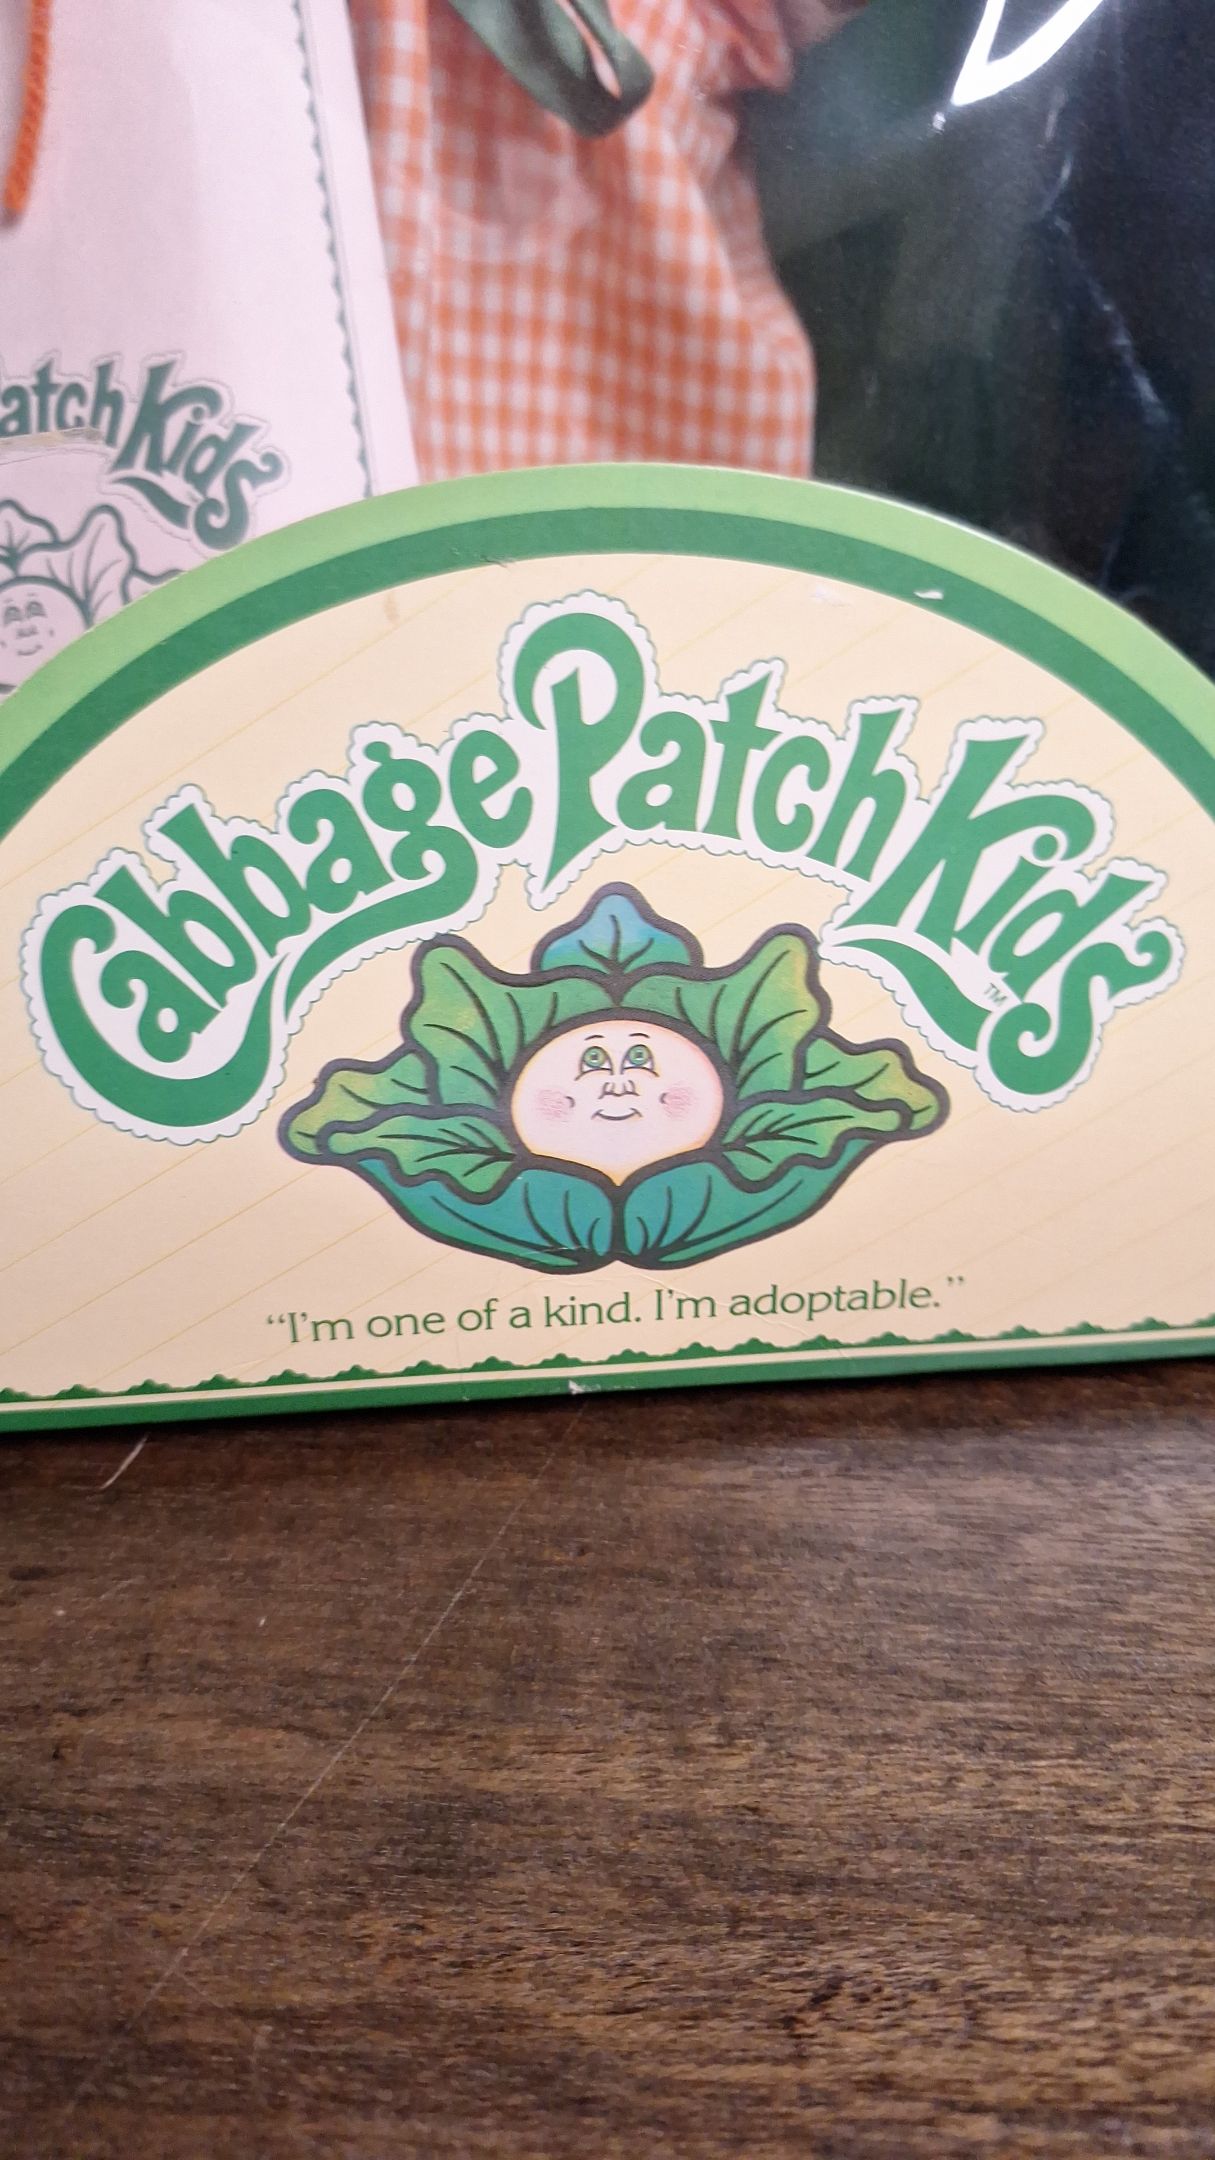 atch Kids
Cabbage Patch Kids
TM
“I'm one of a kind. I'm adoptable.”